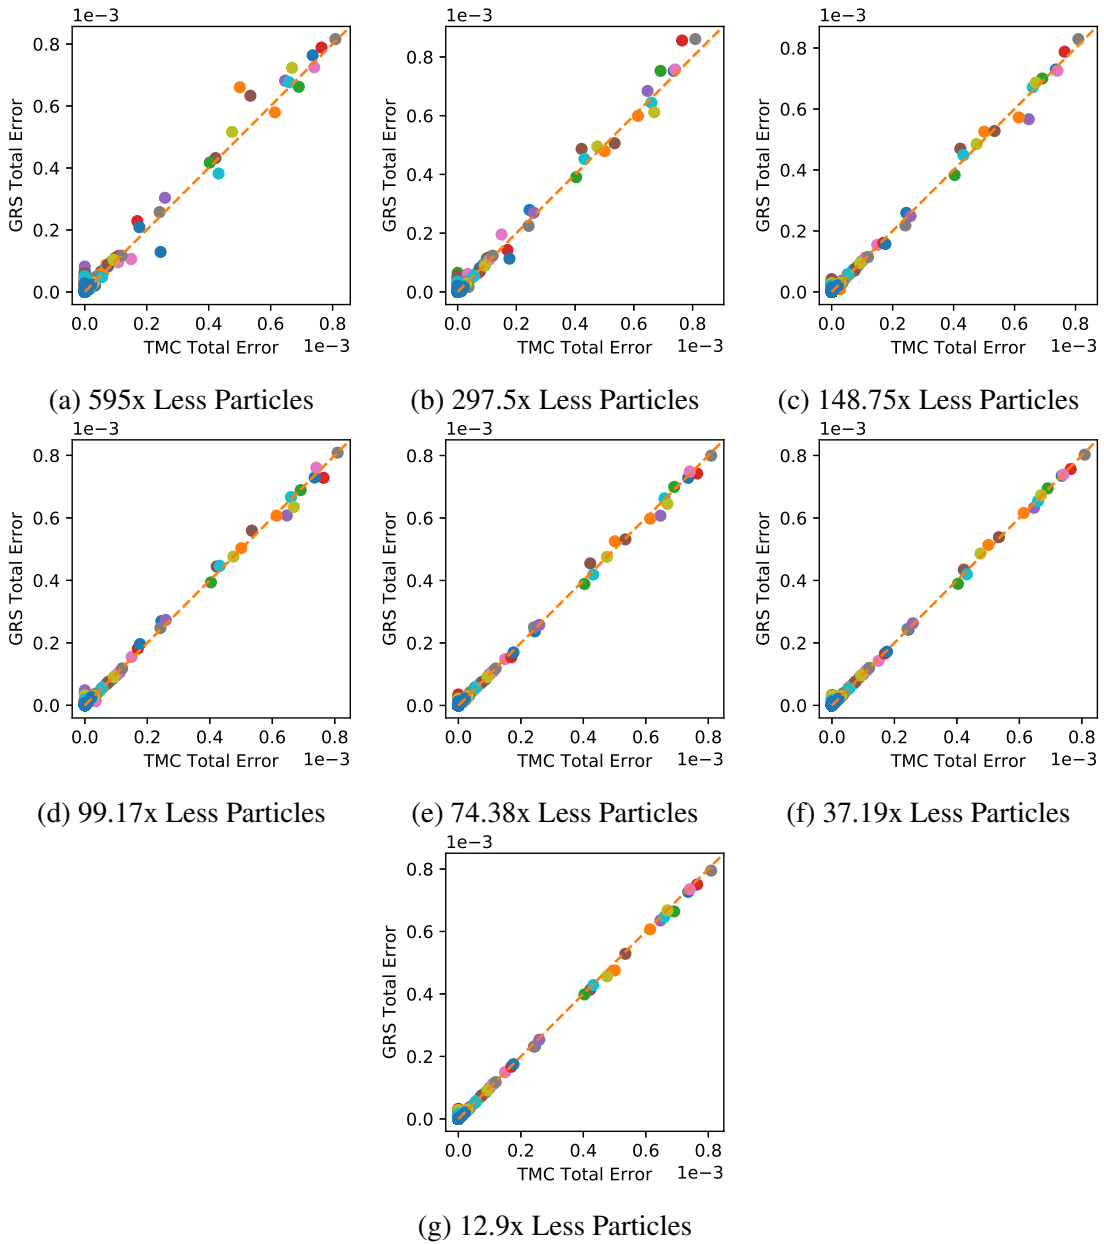 1e−3
1e−3
1e−3
0.8
0.6
0.4
0.2
0.0
GRS Total Error
0.0 0.2 0.4 0.6 0.8
TMC Total Error
1e−3
0.8
0.6
0.4
0.2
0.0
GRS Total Error
0.0 0.2 0.4 0.6 0.8
TMC Total Error
1e−3
0.8
0.6
0.4
0.2
0.0
GRS Total Error
0.0 0.2 0.4 0.6 0.8
TMC Total Error
1e−3
(a) 595x Less Particles
(b) 297.5x Less Particles
(c) 148.75x Less Particles
1e−3
1e−3
1e−3
0.8
0.6
0.4
0.2
0.0
GRS Total Error
0.0 0.2 0.4 0.6 0.8
TMC Total Error
1e−3
0.8
0.6
0.4
0.2
0.0
GRS Total Error
0.0 0.2 0.4 0.6 0.8
TMC Total Error
1e−3
0.8
0.6
0.4
0.2
0.0
GRS Total Error
0.0 0.2 0.4 0.6 0.8
TMC Total Error
1e−3
(d) 99.17x Less Particles
(e) 74.38x Less Particles
(f) 37.19x Less Particles
1e−3
0.8
0.6
0.4
0.2
0.0
GRS Total Error
0.0 0.2 0.4 0.6 0.8
TMC Total Error
1e−3
(g) 12.9x Less Particles